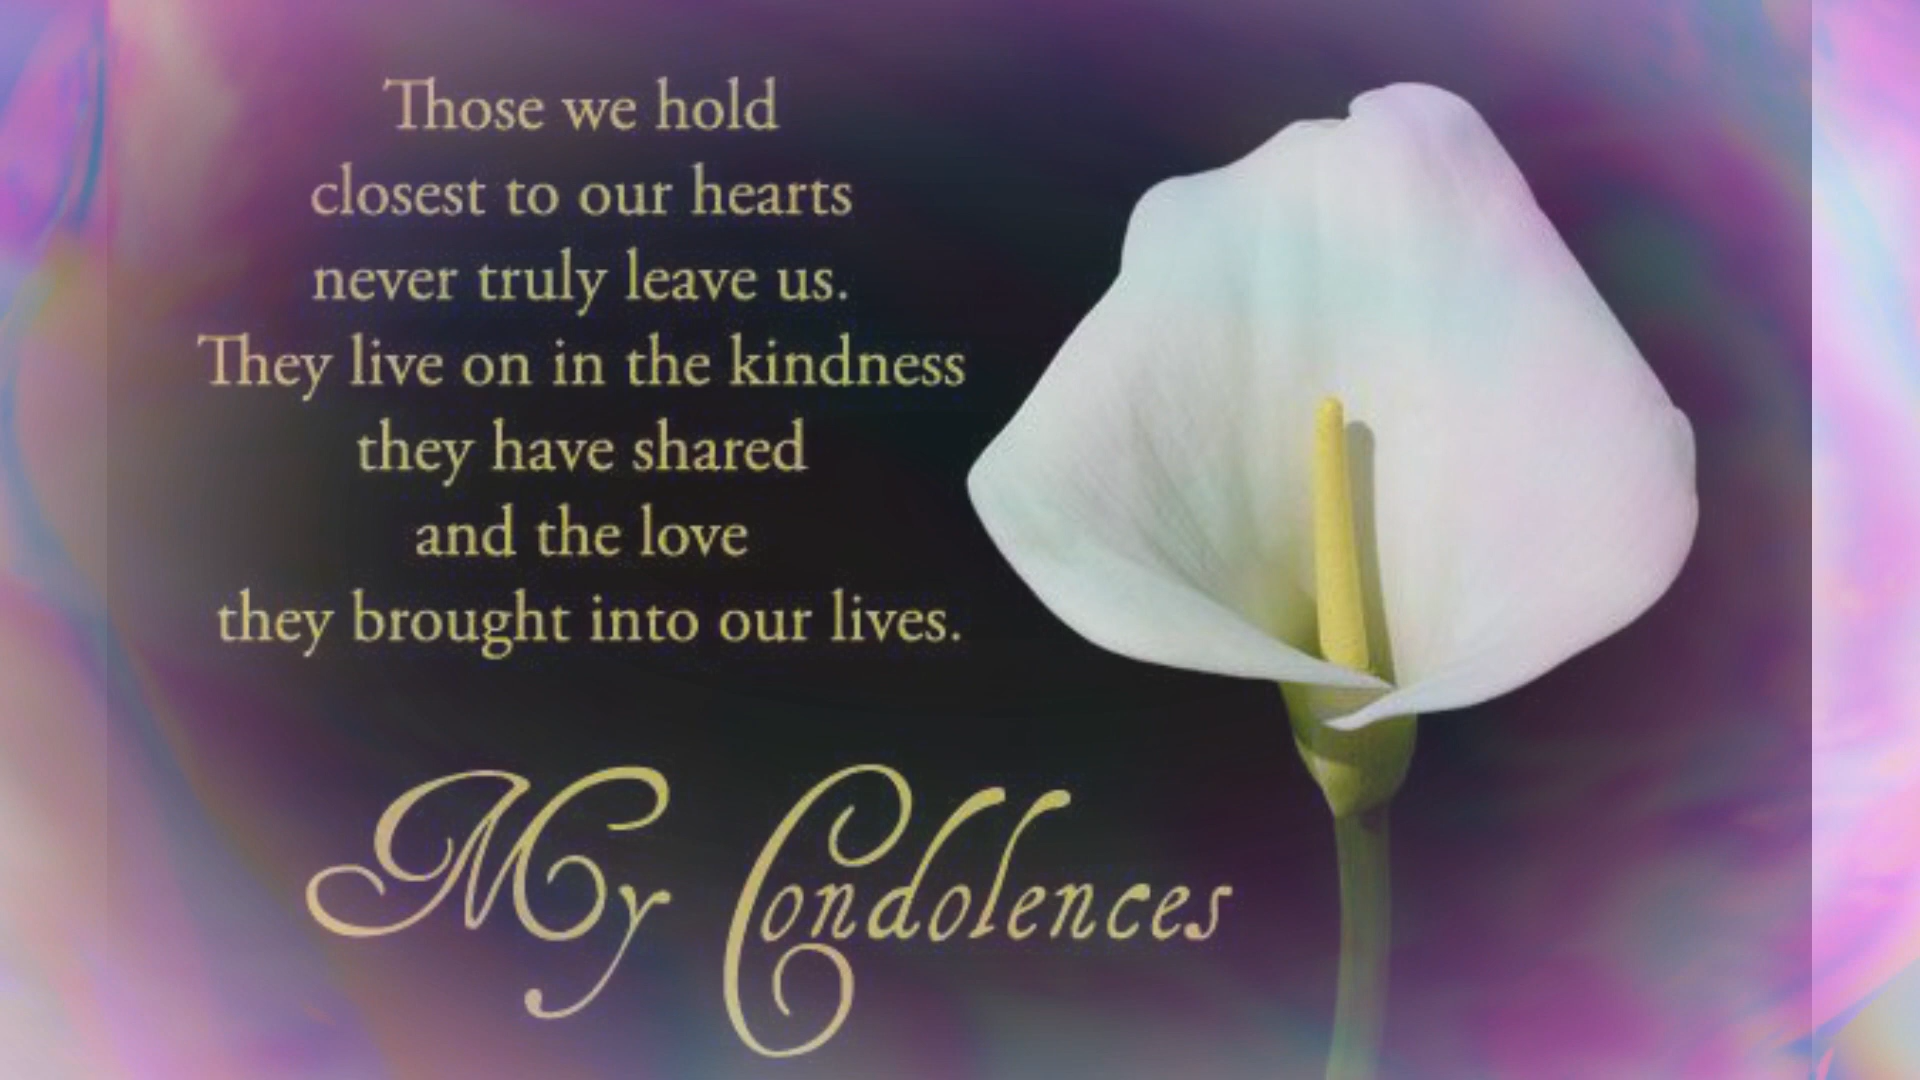 Those we hold
closest to our hearts
never truly leave us.
They live on in the kindness
they have shared
and the love
they brought into our lives.
My Condolences